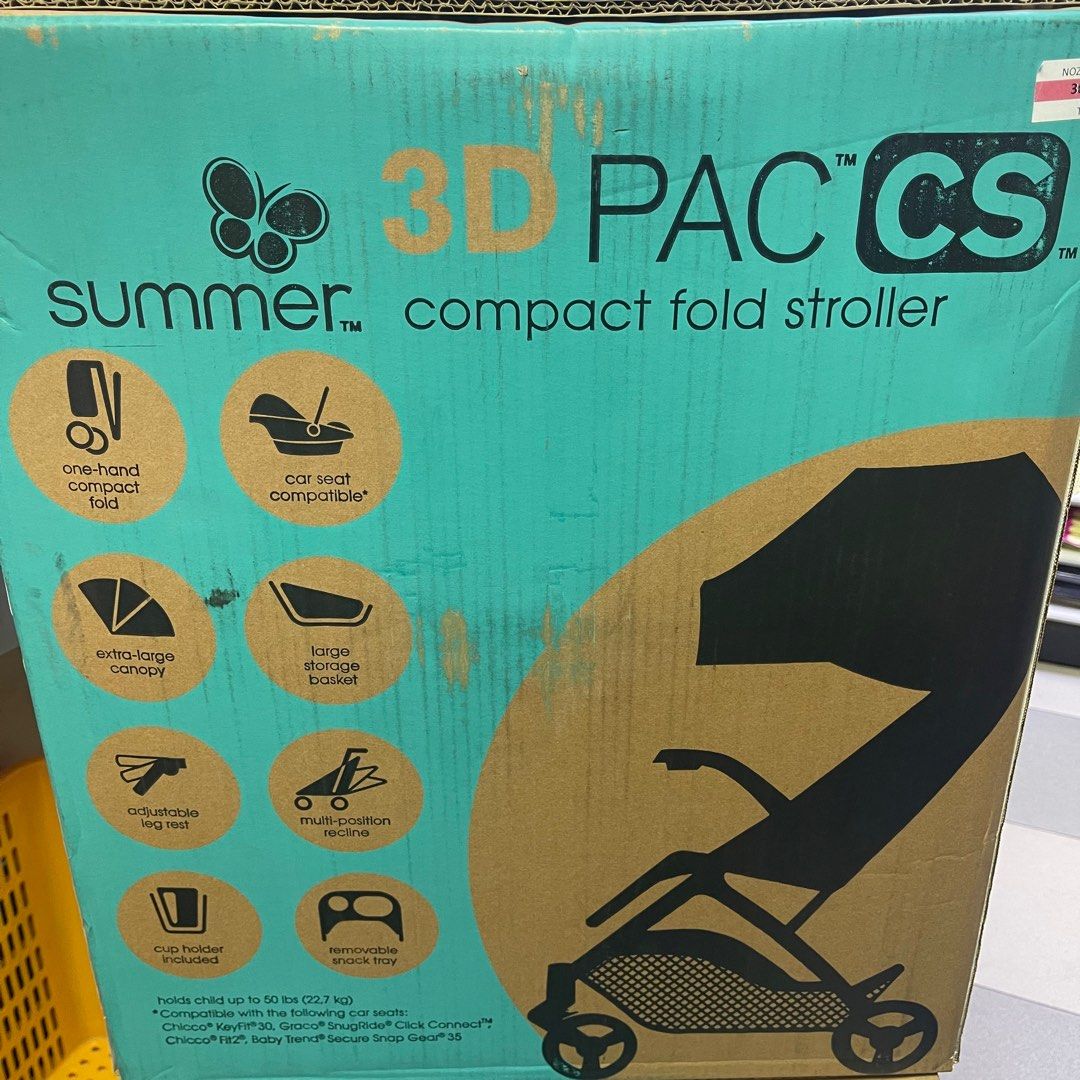 NOZ
3D PAC™ CS™
summer™
compact fold stroller
one-hand
compact
fold
car seat
compatible*
extra-large
canopy
large
storage
basket
adjustable
leg rest
multi-position
recline
cup holder
included
removable
snack tray
holds child up to 50 lbs (22,7 kg)
*Compatible with the following car seats:
Chicco® KeyFit®30, Graco® SnugRide® Click Connect™,
Chicco® Fit2®, Baby Trend® Secure Snap Gear® 35